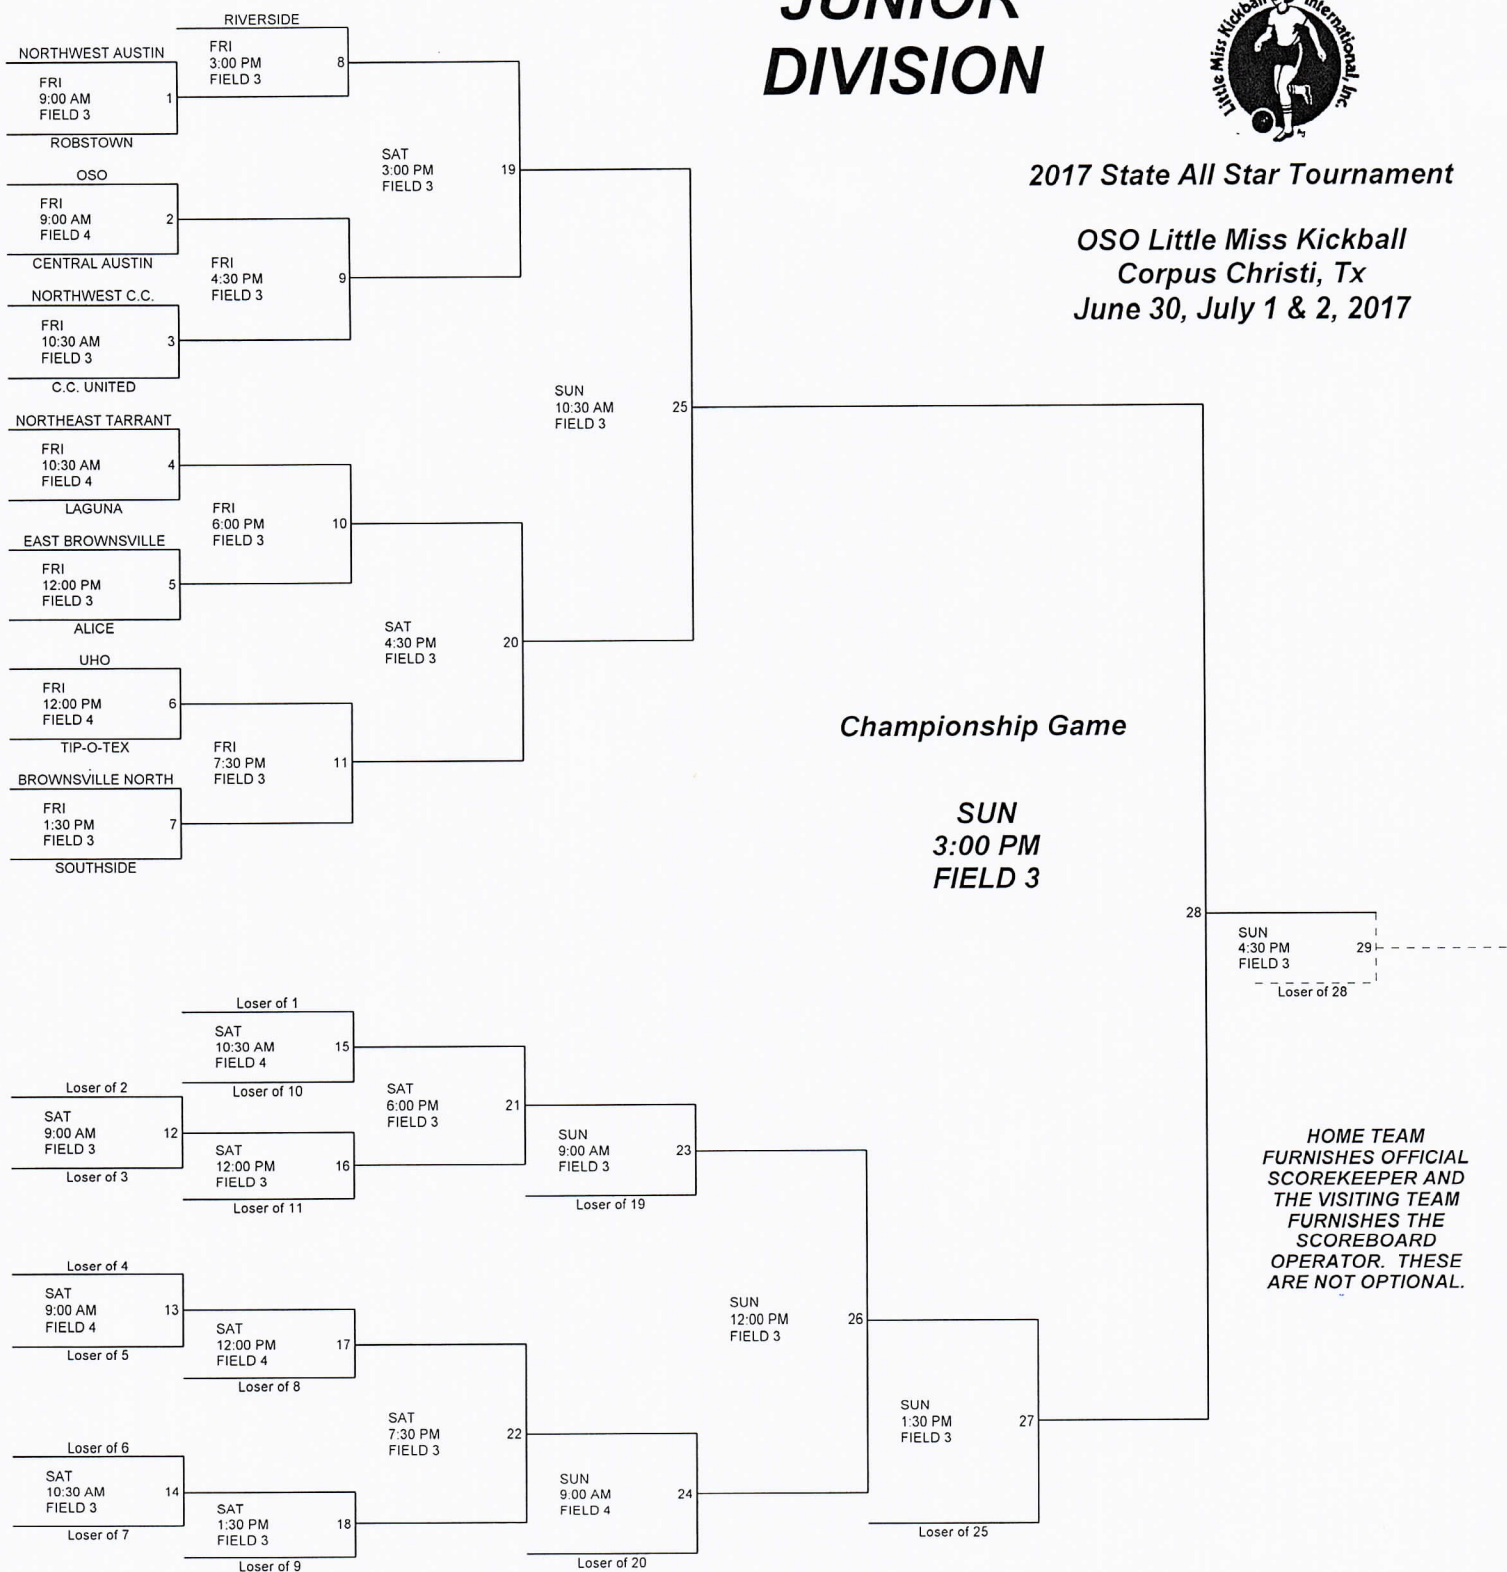 JUNIOR
DIVISION
Little Miss Kickball International, Inc.
2017 State All Star Tournament
OSO Little Miss Kickball
Corpus Christi, Tx
June 30, July 1 & 2, 2017
RIVERSIDE
FRI
3:00 PM
FIELD 3
8
NORTHWEST AUSTIN
FRI
9:00 AM
FIELD 3
1
ROBSTOWN
OSO
FRI
9:00 AM
FIELD 4
2
CENTRAL AUSTIN
SAT
3:00 PM
FIELD 3
19
FRI
4:30 PM
FIELD 3
9
NORTHWEST C.C.
FRI
10:30 AM
FIELD 3
3
C.C. UNITED
SUN
10:30 AM
FIELD 3
25
NORTHEAST TARRANT
FRI
10:30 AM
FIELD 4
4
LAGUNA
FRI
6:00 PM
FIELD 3
10
EAST BROWNSVILLE
FRI
12:00 PM
FIELD 3
5
ALICE
SAT
4:30 PM
FIELD 3
20
UHO
FRI
12:00 PM
FIELD 4
6
TIP-O-TEX
FRI
7:30 PM
FIELD 3
11
BROWNSVILLE NORTH
FRI
1:30 PM
FIELD 3
7
SOUTHSIDE
Championship Game
SUN
3:00 PM
FIELD 3
28
SUN
4:30 PM
FIELD 3
29
Loser of 28
Loser of 1
SAT
10:30 AM
FIELD 4
15
Loser of 10
Loser of 2
SAT
9:00 AM
FIELD 3
12
Loser of 3
SAT
6:00 PM
FIELD 3
21
SAT
12:00 PM
FIELD 3
16
Loser of 11
SUN
9:00 AM
FIELD 3
23
Loser of 19
HOME TEAM
FURNISHES OFFICIAL
SCOREKEEPER AND
THE VISITING TEAM
FURNISHES THE
SCOREBOARD
OPERATOR. THESE
ARE NOT OPTIONAL.
Loser of 4
SAT
9:00 AM
FIELD 4
13
Loser of 5
SAT
12:00 PM
FIELD 4
17
Loser of 8
SUN
12:00 PM
FIELD 3
26
SAT
7:30 PM
FIELD 3
22
SUN
1:30 PM
FIELD 3
27
Loser of 25
Loser of 6
SAT
10:30 AM
FIELD 3
14
Loser of 7
SAT
1:30 PM
FIELD 3
18
Loser of 9
SUN
9:00 AM
FIELD 4
24
Loser of 20